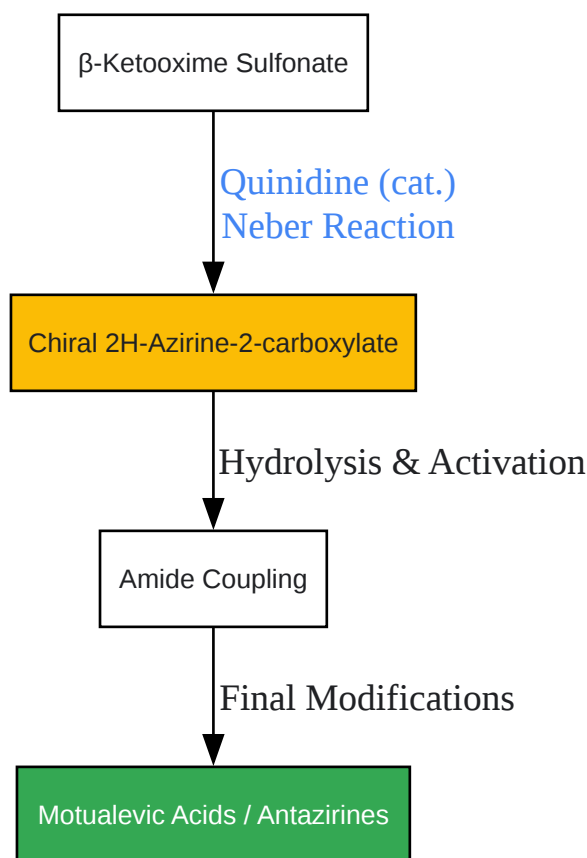 β-Ketooxime Sulfonate
Quinidine (cat.)
Neber Reaction
Chiral 2H-Azirine-2-carboxylate
Hydrolysis & Activation
Amide Coupling
Final Modifications
Motualevic Acids / Antazirines